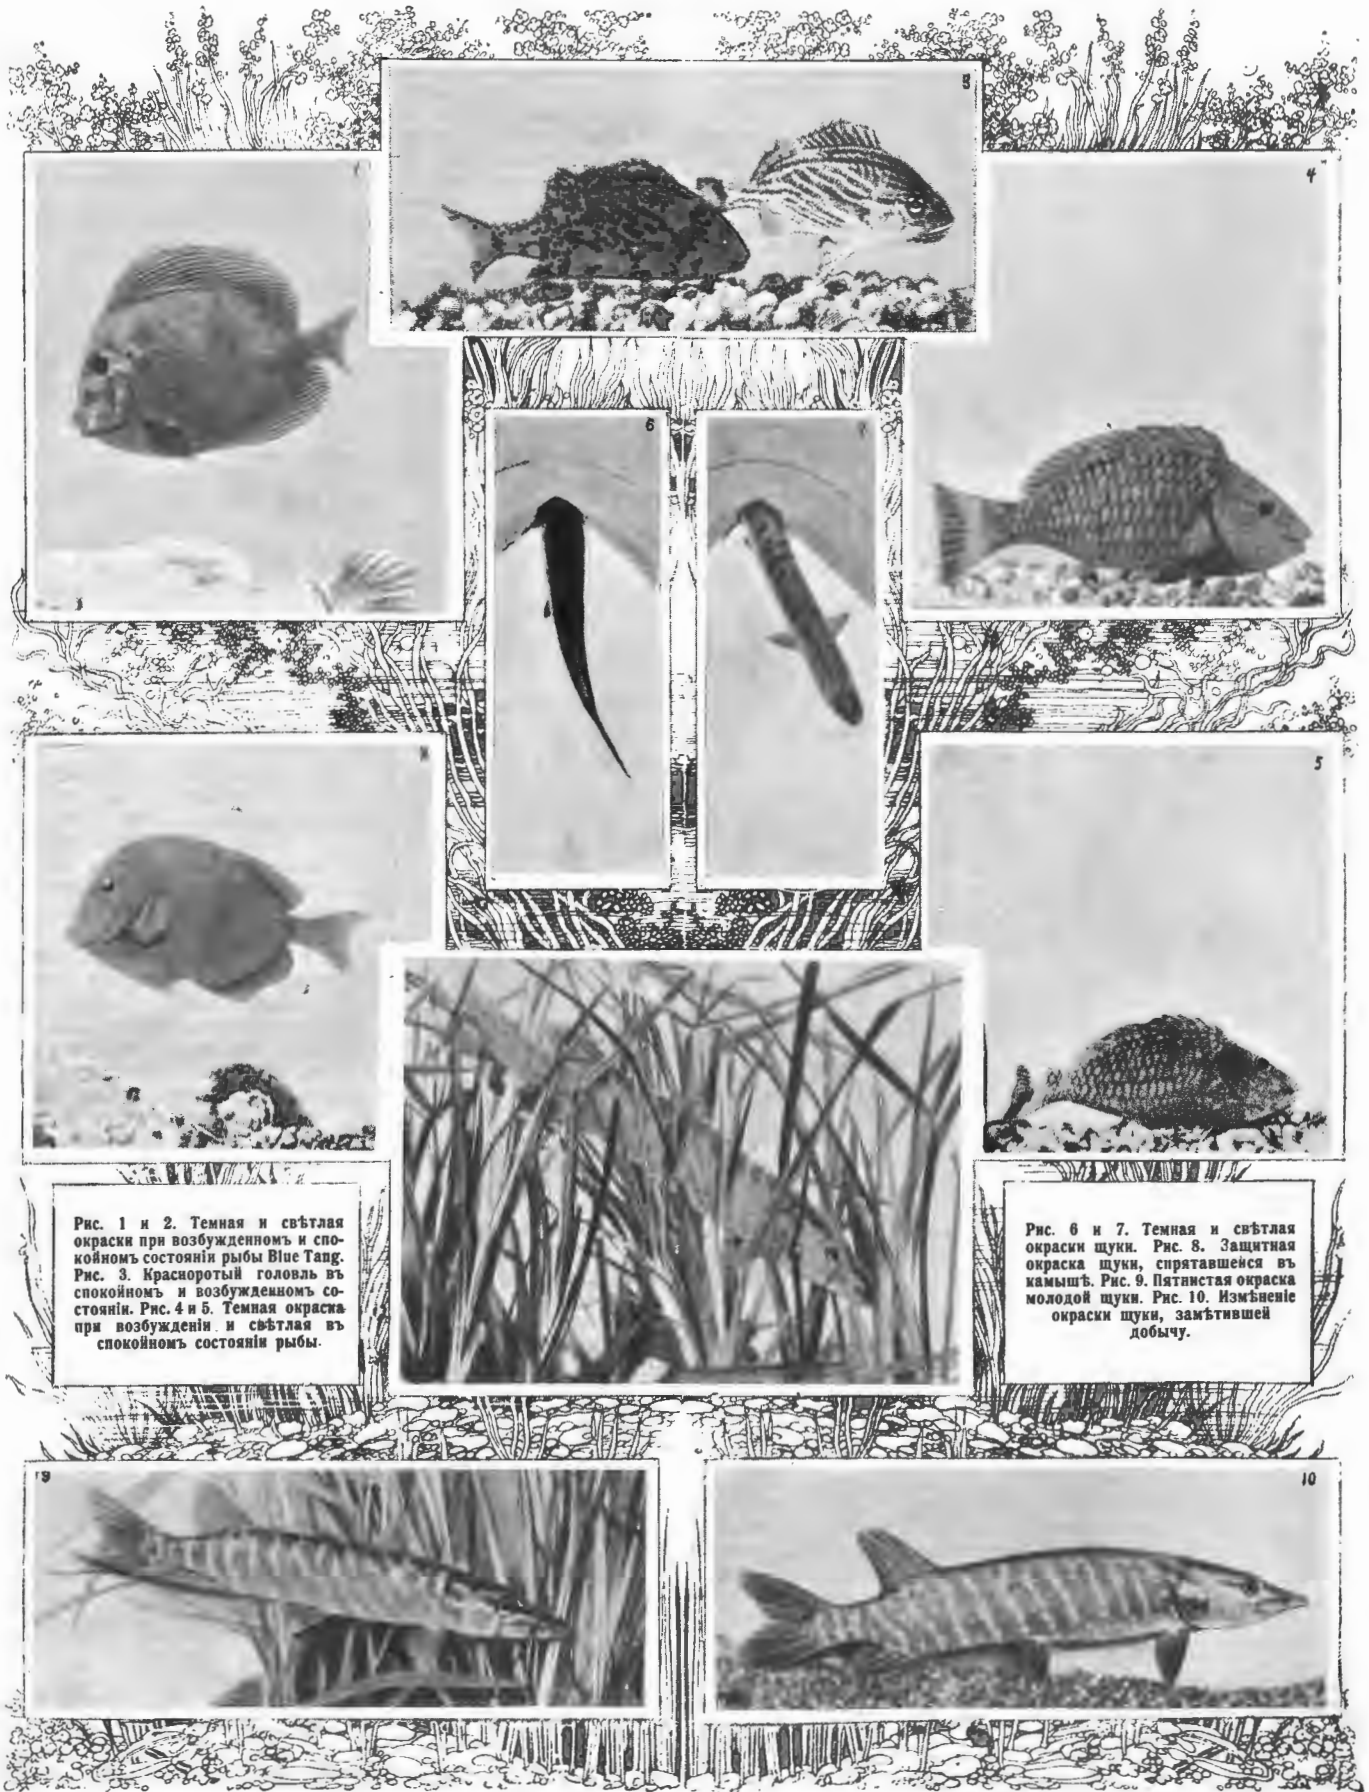 3
4
6
5
Рис. 1 и 2. Темная и свѣтлая
окраски при возбужденномъ и спо-
койномъ состоянiи рыбы Blue Tang.
Рис. 3. Красноротый головль въ
спокойномъ и возбужденномъ со-
стоянiи. Рис. 4 и 5. Темная окраска
при возбужденiи и свѣтлая въ
спокойномъ состоянiи рыбы.
Рис. 6 и 7. Темная и свѣтлая
окраски щуки. Рис. 8. Защитная
окраска щуки, спрятавшейся въ
камышѣ. Рис. 9. Пятнистая окраска
молодой щуки. Рис. 10. Измѣненiе
окраски щуки, замѣтившей
добычу.
9
10